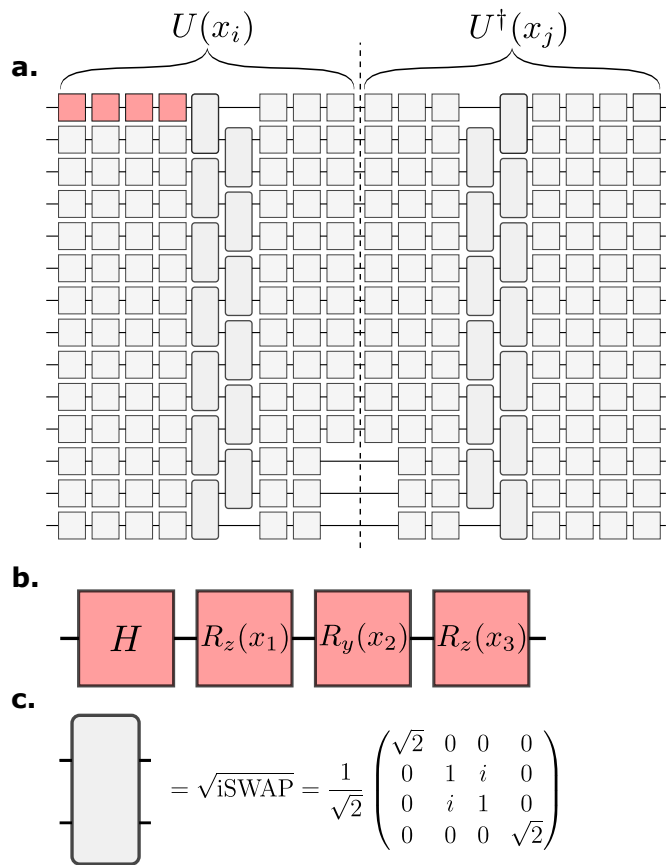 U(x_i) U†(x_j)
a.
b.
H R_z(x_1) R_y(x_2) R_z(x_3)
c.
= √iSWAP = 1/√2 (√2 0 0 0
0 1 i 0
0 i 1 0
0 0 0 √2)